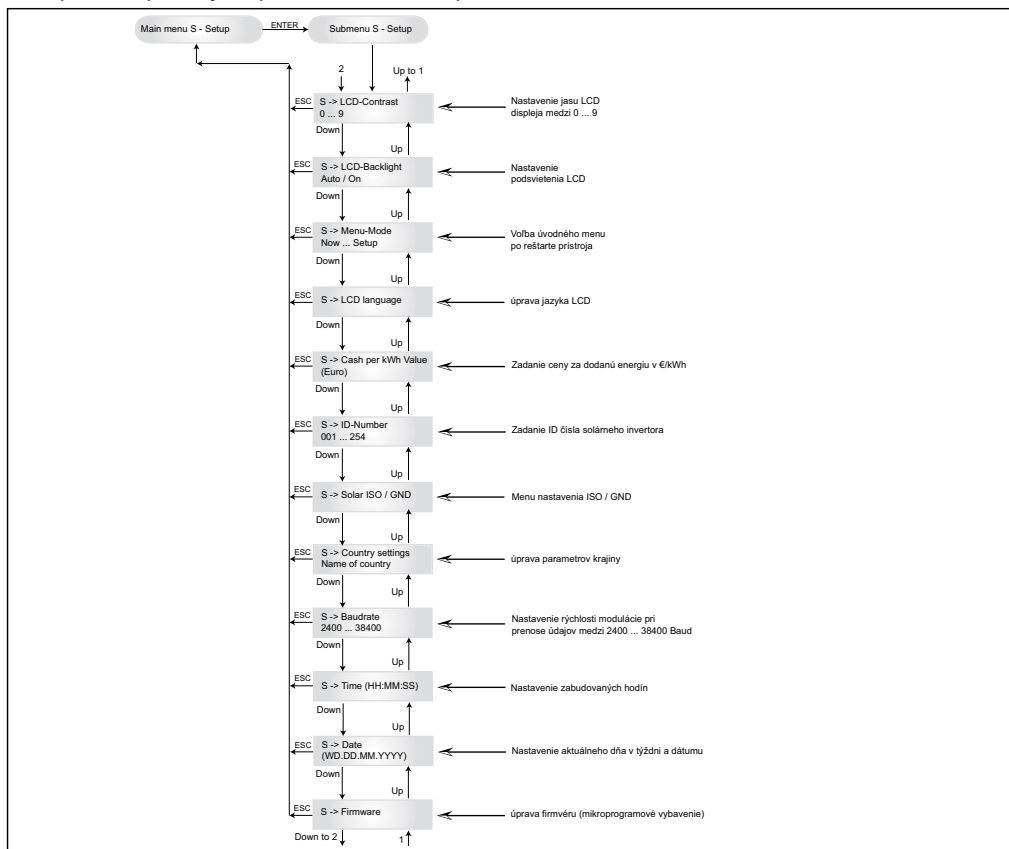 Main menu S - Setup
ENTER
Submenu S - Setup
2
Up to 1
ESC
S -> LCD-Contrast
0 ... 9
Nastavenie jasu LCD
displeja medzi 0 ... 9
Down
Up
ESC
S -> LCD-Backlight
Auto / On
Nastavenie
podsvietenia LCD
Down
Up
ESC
S -> Menu-Mode
Now ... Setup
Voľba úvodného menu
po reštarte prístroja
Down
Up
ESC
S -> LCD language
úprava jazyka LCD
Down
Up
ESC
S -> Cash per kWh Value
(Euro)
Zadanie ceny za dodanú energiu v €/kWh
Down
Up
ESC
S -> ID-Number
001 ... 254
Zadanie ID čísla solárneho invertora
Down
Up
ESC
S -> Solar ISO / GND
Menu nastavenia ISO / GND
Down
Up
ESC
S -> Country settings
Name of country
úprava parametrov krajiny
Down
Up
ESC
S -> Baudrate
2400 ... 38400
Nastavenie rýchlosti modulácie pri
prenose údajov medzi 2400 ... 38400 Baud
Down
Up
ESC
S -> Time (HH:MM:SS)
Nastavenie zabudovaných hodín
Down
Up
ESC
S -> Date
(WD.DD.MM.YYYY)
Nastavenie aktuálneho dňa v týždni a dátumu
Down
Up
ESC
S -> Firmware
úprava firmvéru (mikroprogramové vybavenie)
Down to 2
1